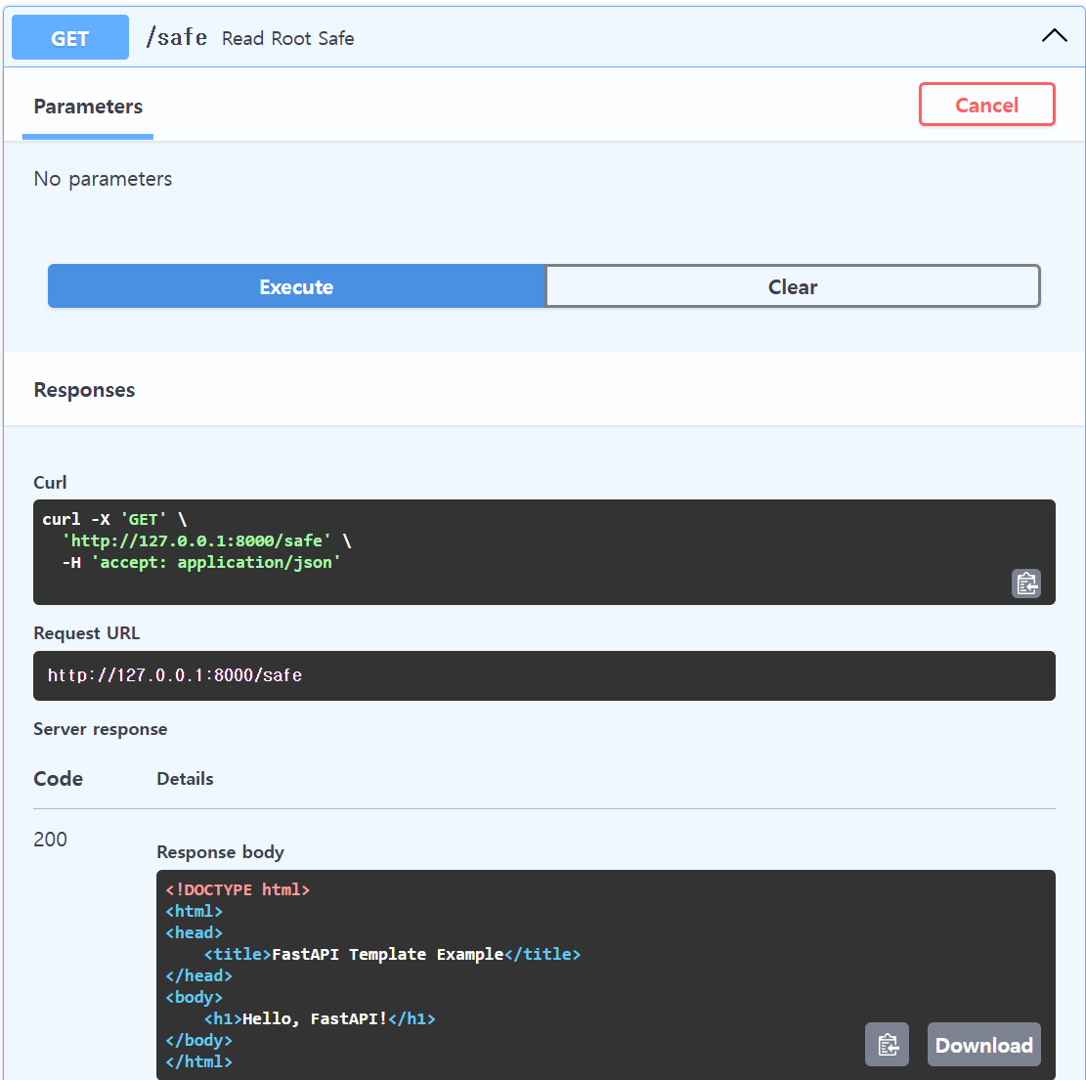 GET /safe Read Root Safe
Parameters
Cancel
No parameters
Execute
Clear
Responses
Curl
curl -X 'GET' \
  'http://127.0.0.1:8000/safe' \
  -H 'accept: application/json'
Request URL
http://127.0.0.1:8000/safe
Server response
Code Details
200
Response body
<!DOCTYPE html>
<html>
<head>
    <title>FastAPI Template Example</title>
</head>
<body>
    <h1>Hello, FastAPI!</h1>
</body>
</html>
Download